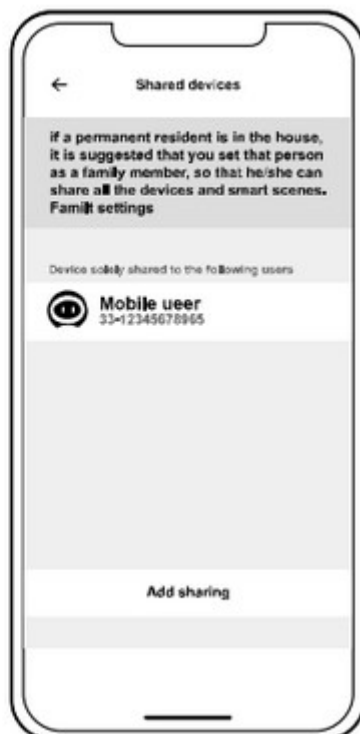 Shared devices
if a permanent resident is in the house,
it is suggested that you set that person
as a family member, so that he/she can
share all the devices and smart scenes.
Familt settings
Device solely shared to the following users
Mobile ueer
33-12345678965
Add sharing